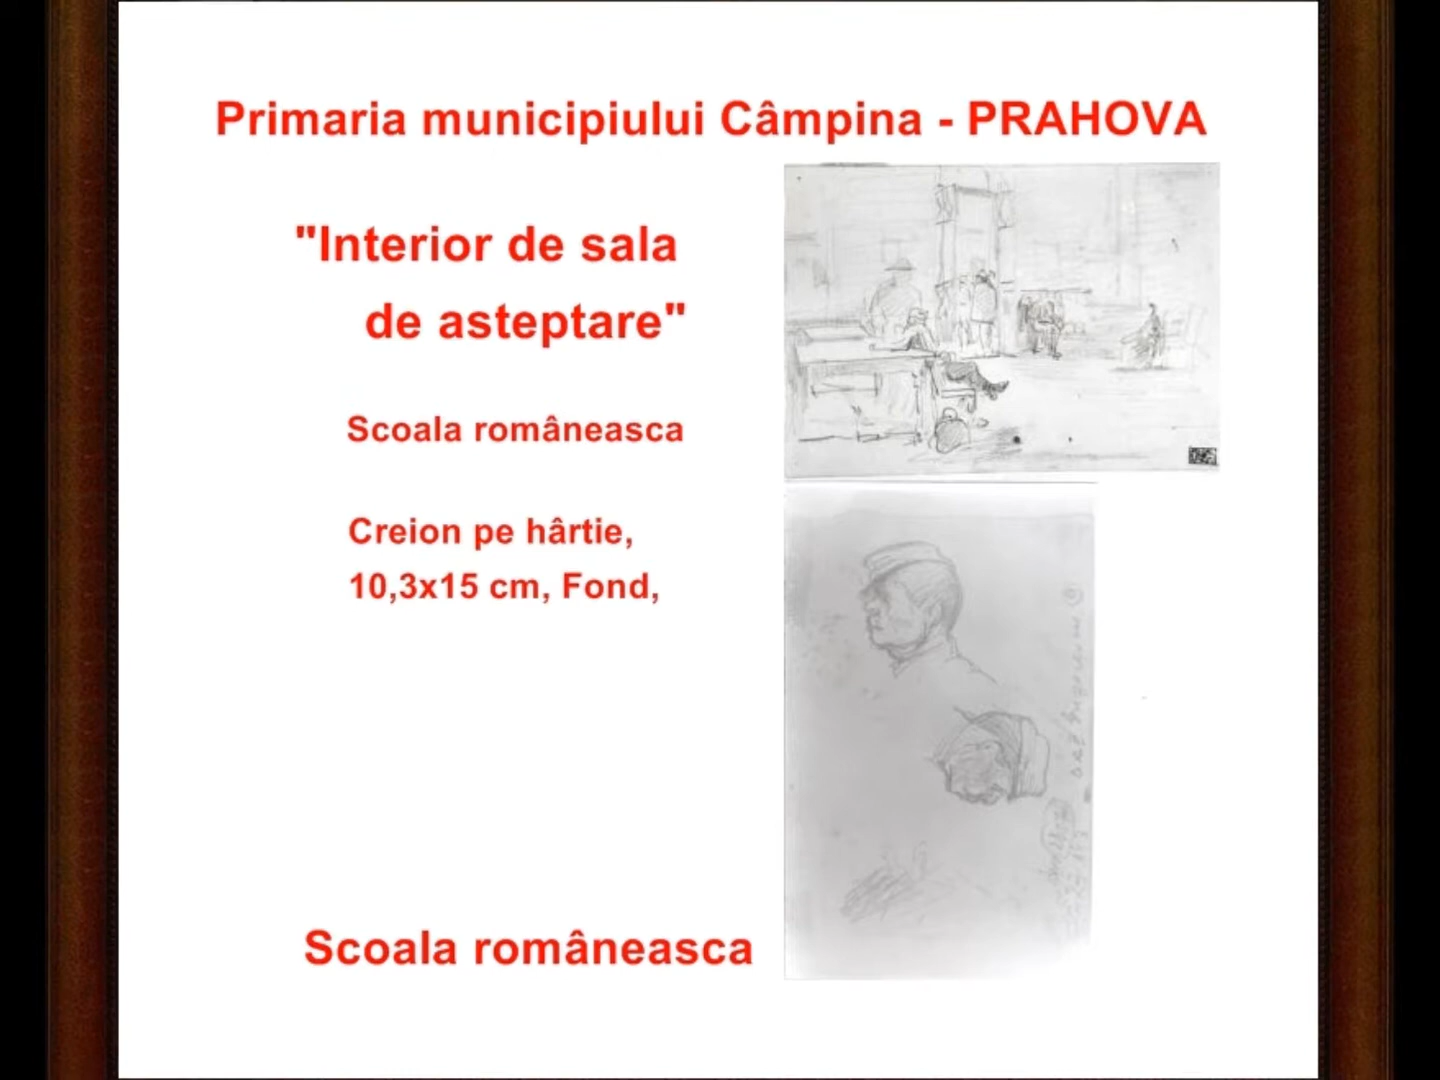 Primaria municipiului Câmpina - PRAHOVA
"Interior de sala
de asteptare"
Scoala româneasca
Creion pe hârtie,
10,3x15 cm, Fond,
Scoala româneasca